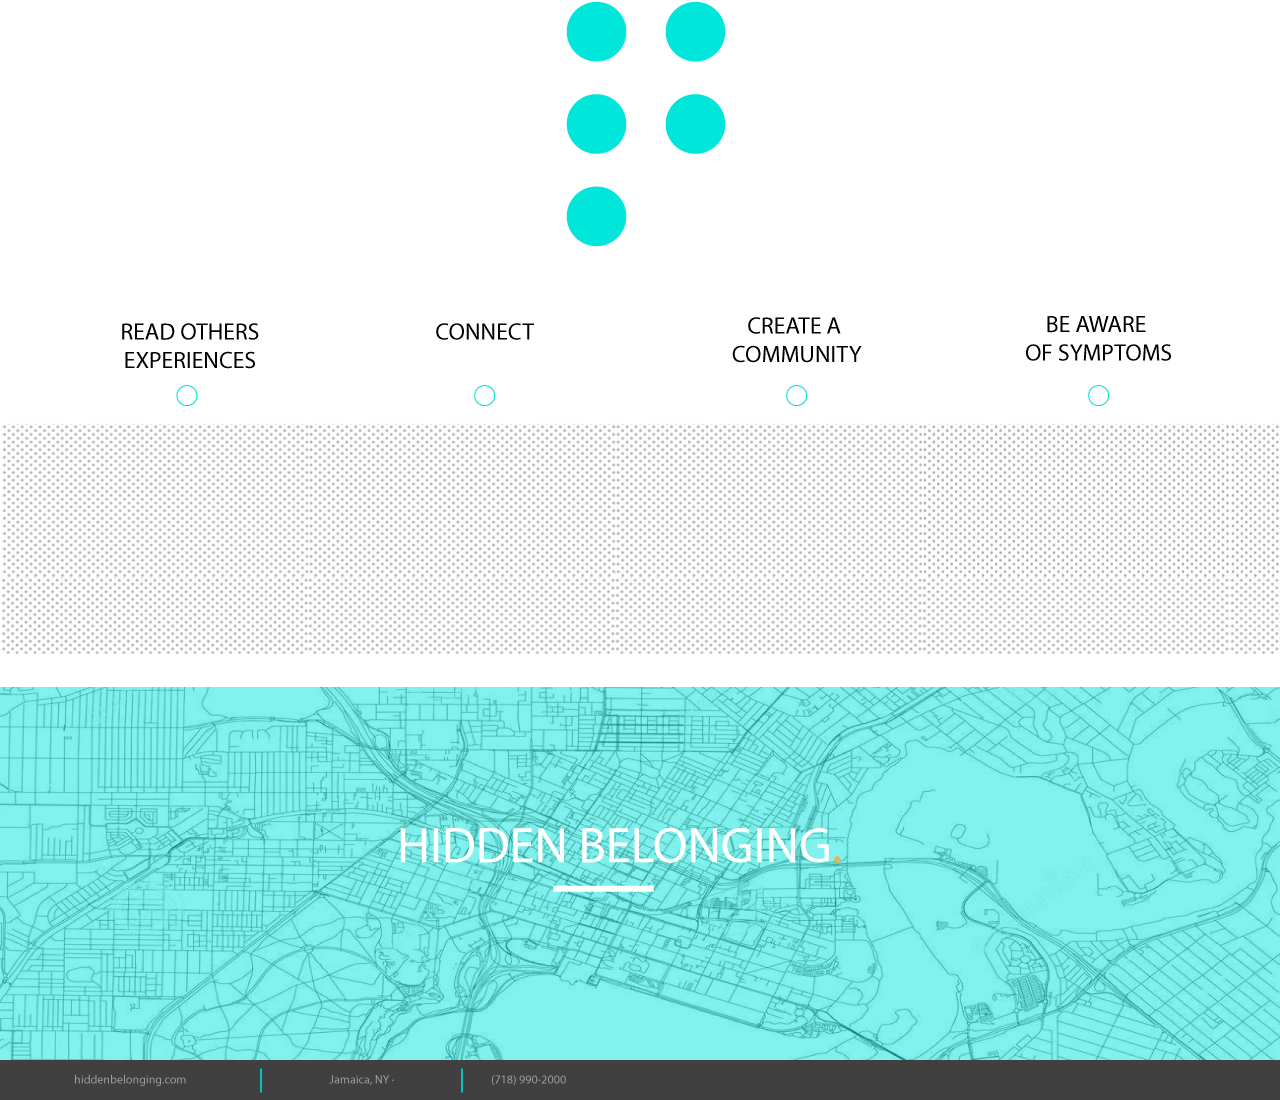 READ OTHERS
EXPERIENCES
CONNECT
CREATE A
COMMUNITY
BE AWARE
OF SYMPTOMS
HIDDEN BELONGING.
hiddenbelonging.com
Jamaica, NY ·
(718) 990-2000